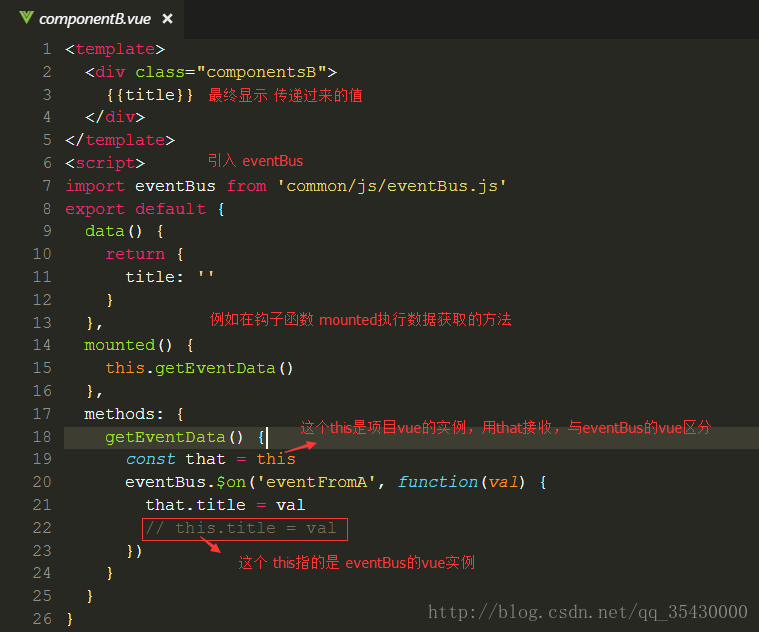 componentB.vue ×
1 <template>
2 <div class="componentsB">
3 {{title}} 最终显示 传递过来的值
4 </div>
5 </template>
6 <script> 引入 eventBus
7 import eventBus from 'common/js/eventBus.js'
8 export default {
9 data() {
10 return {
11 title: ''
12 }
13 }, 例如在钩子函数 mounted执行数据获取的方法
14 mounted() {
15 this.getEventData()
16 },
17 methods: {
这个this是项目vue的实例，用that接收，与eventBus的vue区分
18 getEventData() {
19 const that = this
20 eventBus.$on('eventFromA', function(val) {
21 that.title = val
22 // this.title = val
23 })
这个 this指的是 eventBus的vue实例
24 }
25 }
26 }
http://blog.csdn.net/qq_35430000